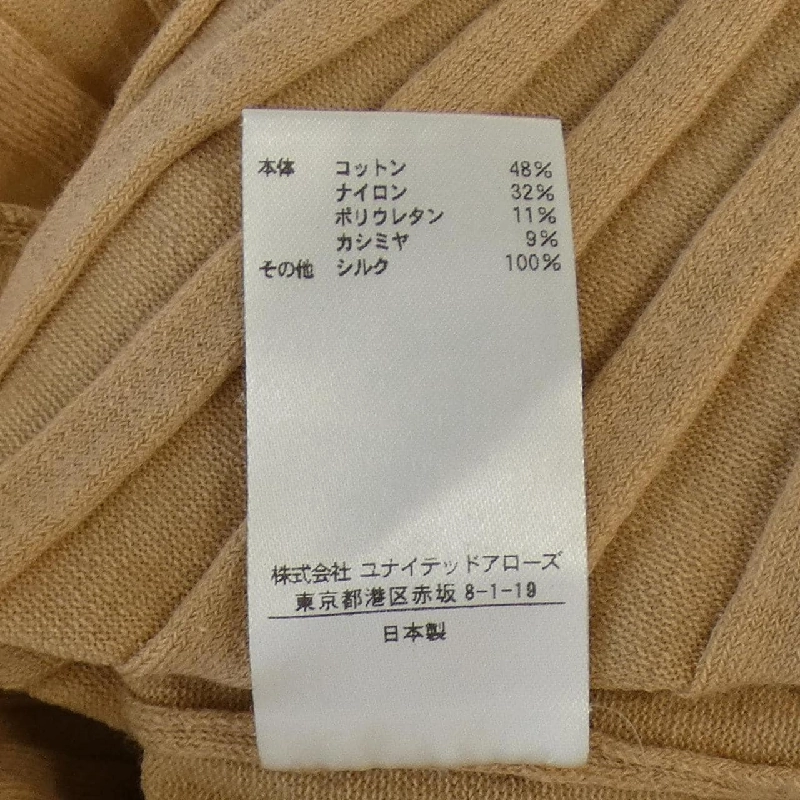 本体 コットン 48%
ナイロン 32%
ポリウレタン 11%
カシミヤ 9%
その他 シルク 100%
株式会社 ユナイテッドアローズ
東京都港区赤坂 8-1-19
日本製